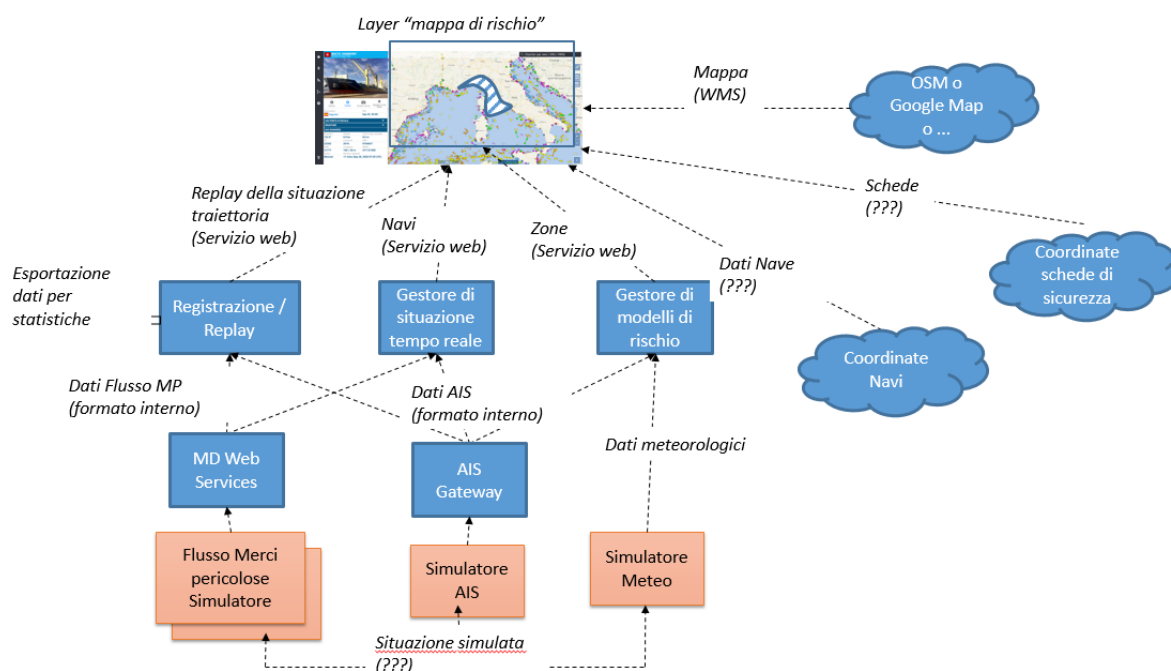 Layer “mappa di rischio”
Mappa
(WMS)
OSM o
Google Map
o ...
Replay della situazione
traiettoria
(Servizio web)
Navi
(Servizio web)
Zone
(Servizio web)
Schede
(???)
Dati Nave
(???)
Coordinate
schede di
sicurezza
Esportazione
dati per
statistiche
Registrazione /
Replay
Gestore di
situazione
tempo reale
Gestore di
modelli di
rischio
Coordinate
Navi
Dati Flusso MP
(formato interno)
Dati AIS
(formato interno)
Dati meteorologici
MD Web
Services
AIS
Gateway
Flusso Merci
pericolose
Simulatore
Simulatore
AIS
Simulatore
Meteo
Situazione simulata
(???)